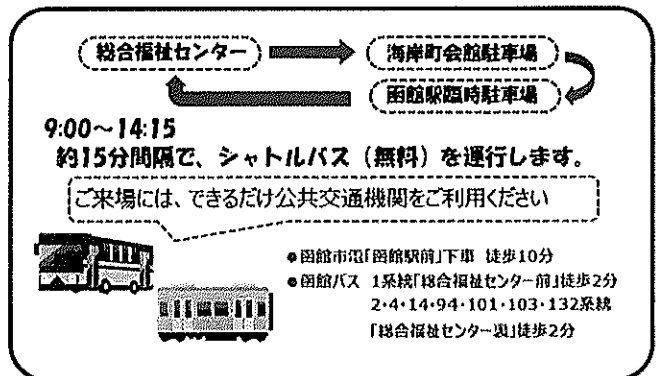 総合福祉センター
海岸町会館駐車場
函館駅臨時駐車場
9:00～14:15
約15分間隔で、シャトルバス（無料）を運行します。
ご来場には、できるだけ公共交通機関をご利用ください
●函館市電「函館駅前」下車 徒歩10分
●函館バス 1系統「総合福祉センター前」徒歩2分
2・4・14・94・101・103・132系統
「総合福祉センター裏」徒歩2分